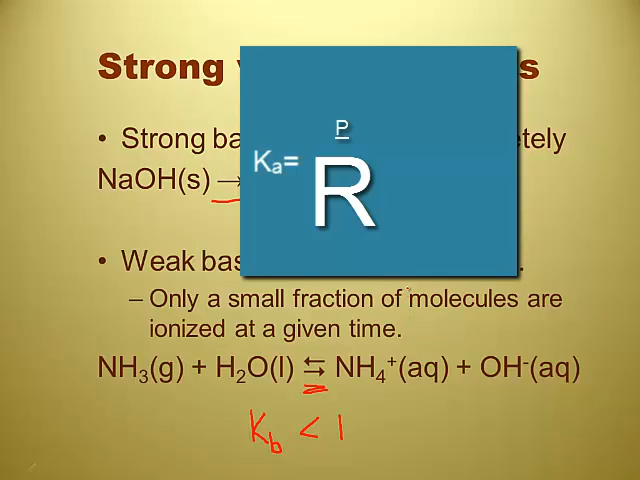 Strong
s
• Strong ba
etely
NaOH(s) →
P
Ka=
R
• Weak bas
.
– Only a small fraction of molecules are
ionized at a given time.
NH₃(g) + H₂O(l) ⇆ NH₄⁺(aq) + OH⁻(aq)
Kb < 1